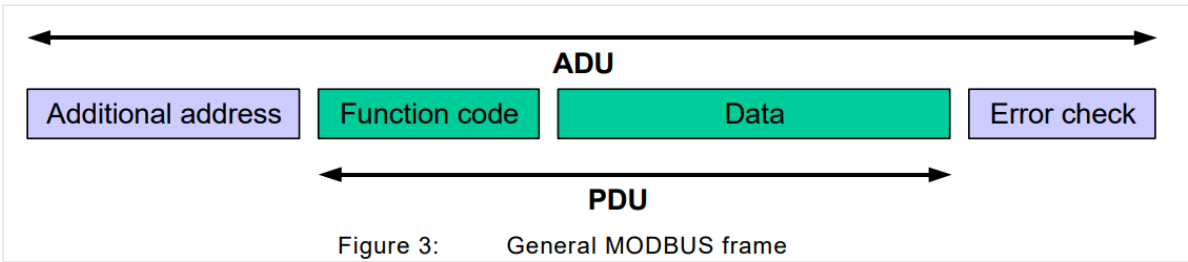 ADU
Additional address Function code Data Error check
PDU
Figure 3: General MODBUS frame